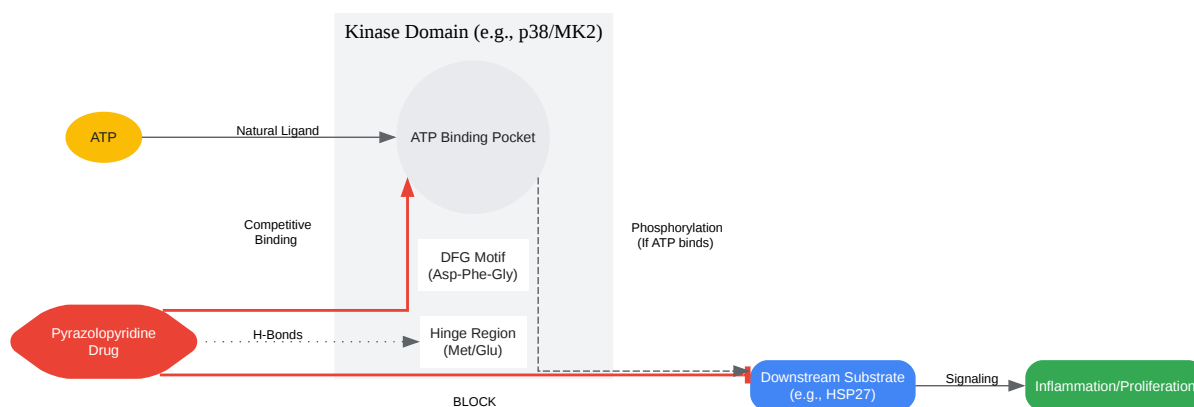 Kinase Domain (e.g., p38/MK2)
ATP
Natural Ligand
ATP Binding Pocket
Competitive
Binding
Phosphorylation
(If ATP binds)
DFG Motif
(Asp-Phe-Gly)
Pyrazolopyridine
Drug
H-Bonds
Hinge Region
(Met/Glu)
Downstream Substrate
(e.g., HSP27)
Signaling
Inflammation/Proliferation
BLOCK